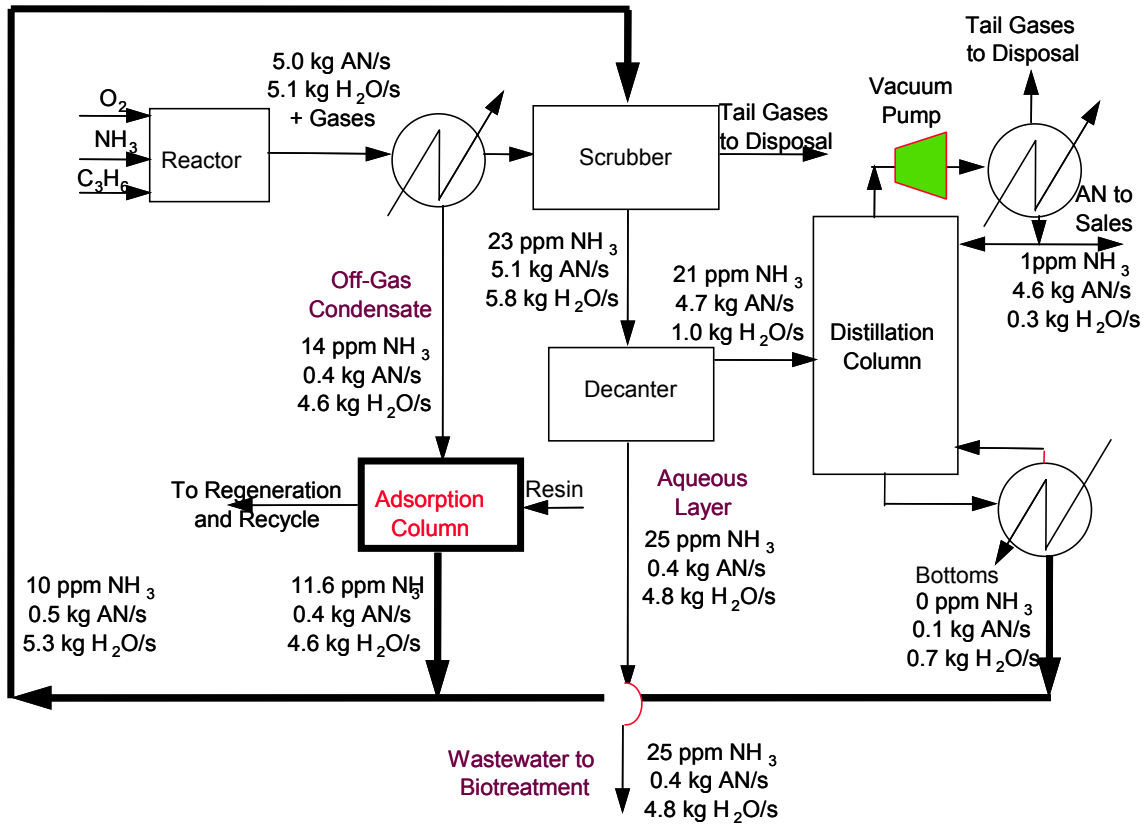 Tail Gases
to Disposal
5.0 kg AN/s
5.1 kg H2O/s
+ Gases
Vacuum
Pump
O2
NH3
C3H6
Reactor
Scrubber
Tail Gases
to Disposal
AN to
Sales
23 ppm NH3
5.1 kg AN/s
5.8 kg H2O/s
1ppm NH3
4.6 kg AN/s
0.3 kg H2O/s
21 ppm NH3
4.7 kg AN/s
1.0 kg H2O/s
Off-Gas
Condensate
14 ppm NH3
0.4 kg AN/s
4.6 kg H2O/s
Distillation
Column
Decanter
To Regeneration
and Recycle
Adsorption
Column
Resin
Aqueous
Layer
25 ppm NH3
0.4 kg AN/s
4.8 kg H2O/s
10 ppm NH3
0.5 kg AN/s
5.3 kg H2O/s
11.6 ppm NH3
0.4 kg AN/s
4.6 kg H2O/s
Bottoms
0 ppm NH3
0.1 kg AN/s
0.7 kg H2O/s
Wastewater to
Biotreatment
25 ppm NH3
0.4 kg AN/s
4.8 kg H2O/s